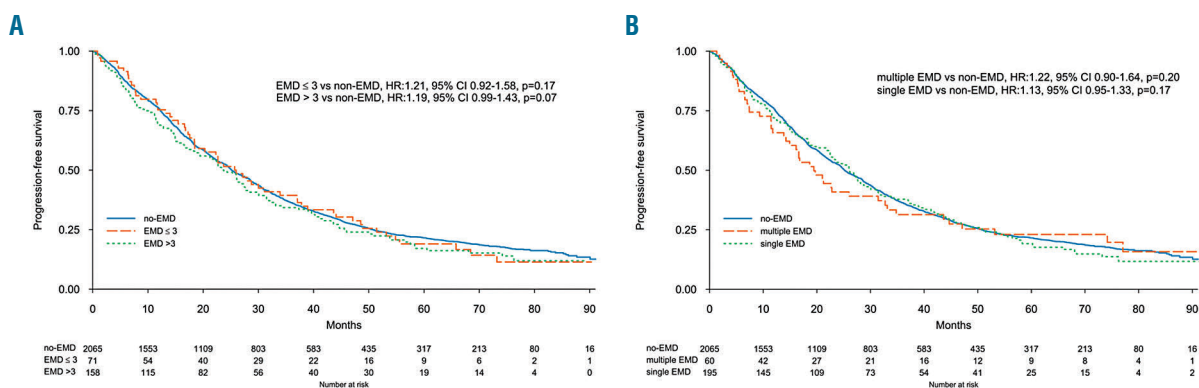 A
1.00
0.75
0.50
0.25
0.00
Progression-free survival
EMD ≤ 3 vs non-EMD, HR:1.21, 95% CI 0.92-1.58, p=0.17
EMD > 3 vs non-EMD, HR:1.19, 95% CI 0.99-1.43, p=0.07
no-EMD
EMD ≤ 3
EMD >3
0 10 20 30 40 50 60 70 80 90
Months
no-EMD 2065 1553 1109 803 583 435 317 213 80 16
EMD ≤ 3 71 54 40 29 22 16 9 6 2 1
EMD >3 158 115 82 56 40 30 19 14 4 0
Number at risk
B
1.00
0.75
0.50
0.25
0.00
Progression-free survival
multiple EMD vs non-EMD, HR:1.22, 95% CI 0.90-1.64, p=0.20
single EMD vs non-EMD, HR:1.13, 95% CI 0.95-1.33, p=0.17
no-EMD
multiple EMD
single EMD
0 10 20 30 40 50 60 70 80 90
Months
no-EMD 2065 1553 1109 803 583 435 317 213 80 16
multiple EMD 60 42 27 21 16 12 9 8 4 1
single EMD 195 145 109 73 54 41 25 15 4 2
Number at risk